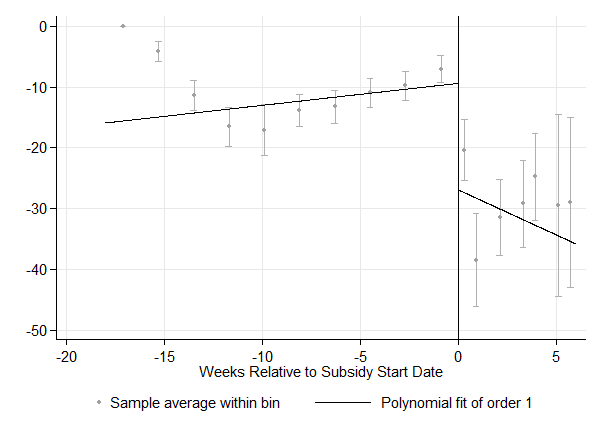 0
-10
-20
-30
-40
-50
-20 -15 -10 -5 0 5
Weeks Relative to Subsidy Start Date
Sample average within bin Polynomial fit of order 1